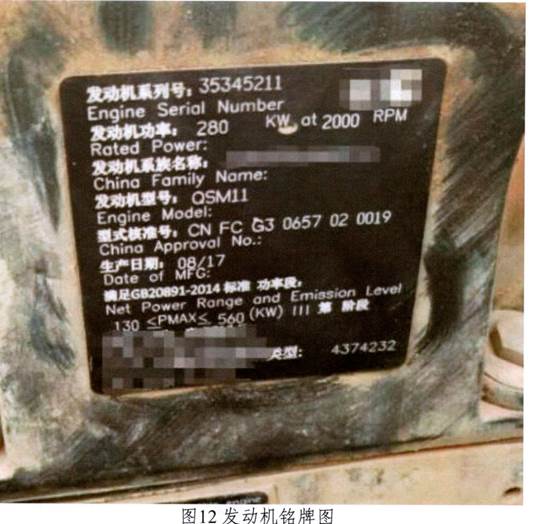 发动机系列号: 35345211
Engine Serial Number
发动机功率: 280 KW at 2000 RPM
Rated Power:
发动机系族名称:
China Family Name:
发动机型号: QSM11
Engine Model:
型式核准号: CN FC G3 0657 02 0019
China Approval No.:
生产日期: 08/17
Date of MFG:
满足GB20891-2014 标准 功率段,
Net Power Range and Emission Level
130 ≤PMAX≤ 560 (KW) III 第 阶段
类型: 4374232
engine
图12 发动机铭牌图